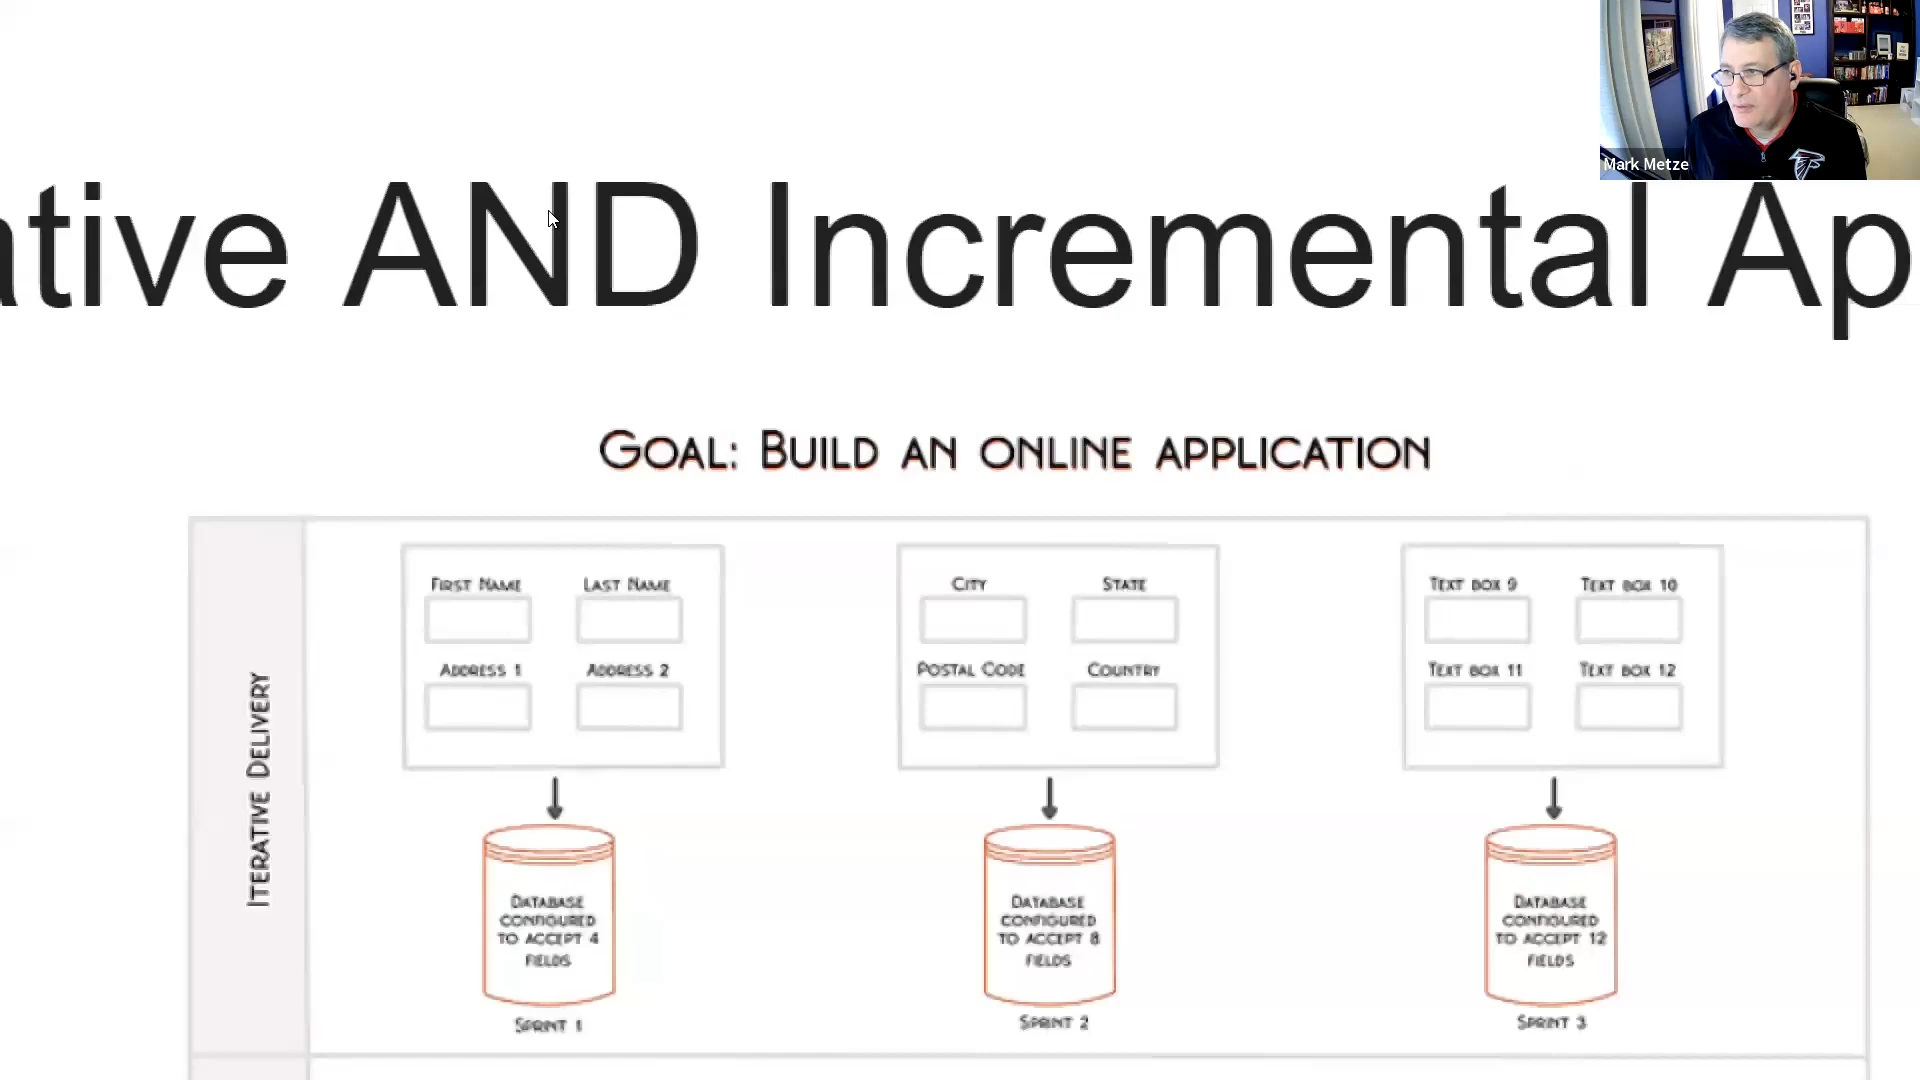 Mark Metze
ative AND Incremental Ap
GOAL: BUILD AN ONLINE APPLICATION
ITERATIVE DELIVERY
FIRST NAME LAST NAME
ADDRESS 1 ADDRESS 2
DATABASE
CONFIGURED
TO ACCEPT 4
FIELDS
SPRINT 1
CITY STATE
POSTAL CODE COUNTRY
DATABASE
CONFIGURED
TO ACCEPT 8
FIELDS
SPRINT 2
TEXT BOX 9 TEXT BOX 10
TEXT BOX 11 TEXT BOX 12
DATABASE
CONFIGURED
TO ACCEPT 12
FIELDS
SPRINT 3